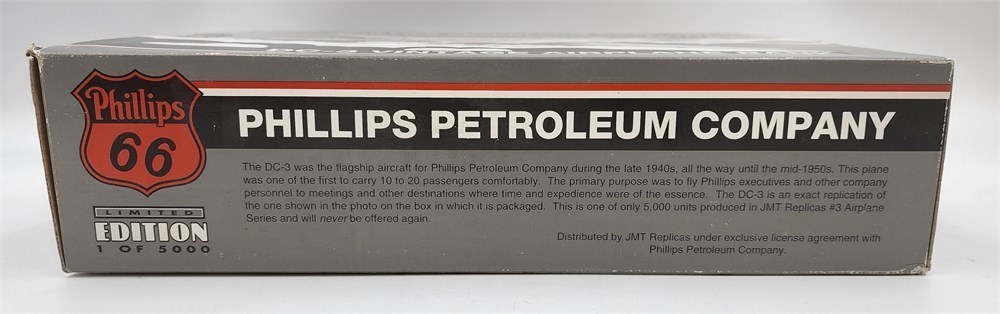 DC-3 VINTAGE AIRPLANE BANK
Phillips
66
PHILLIPS PETROLEUM COMPANY
The DC-3 was the flagship aircraft for Phillips Petroleum Company during the late 1940s, all the way until the mid-1950s. This plane
was one of the first to carry 10 to 20 passengers comfortably. The primary purpose was to fly Phillips executives and other company
personnel to meetings and other destinations where time and expedience were of the essence. The DC-3 is an exact replication of
the one shown in the photo on the box in which it is packaged. This is one of only 5,000 units produced in JMT Replicas #3 Airplane
Series and will never be offered again.
LIMITED
EDITION
1 OF 5000
Distributed by JMT Replicas under exclusive license agreement with
Phillips Petroleum Company.